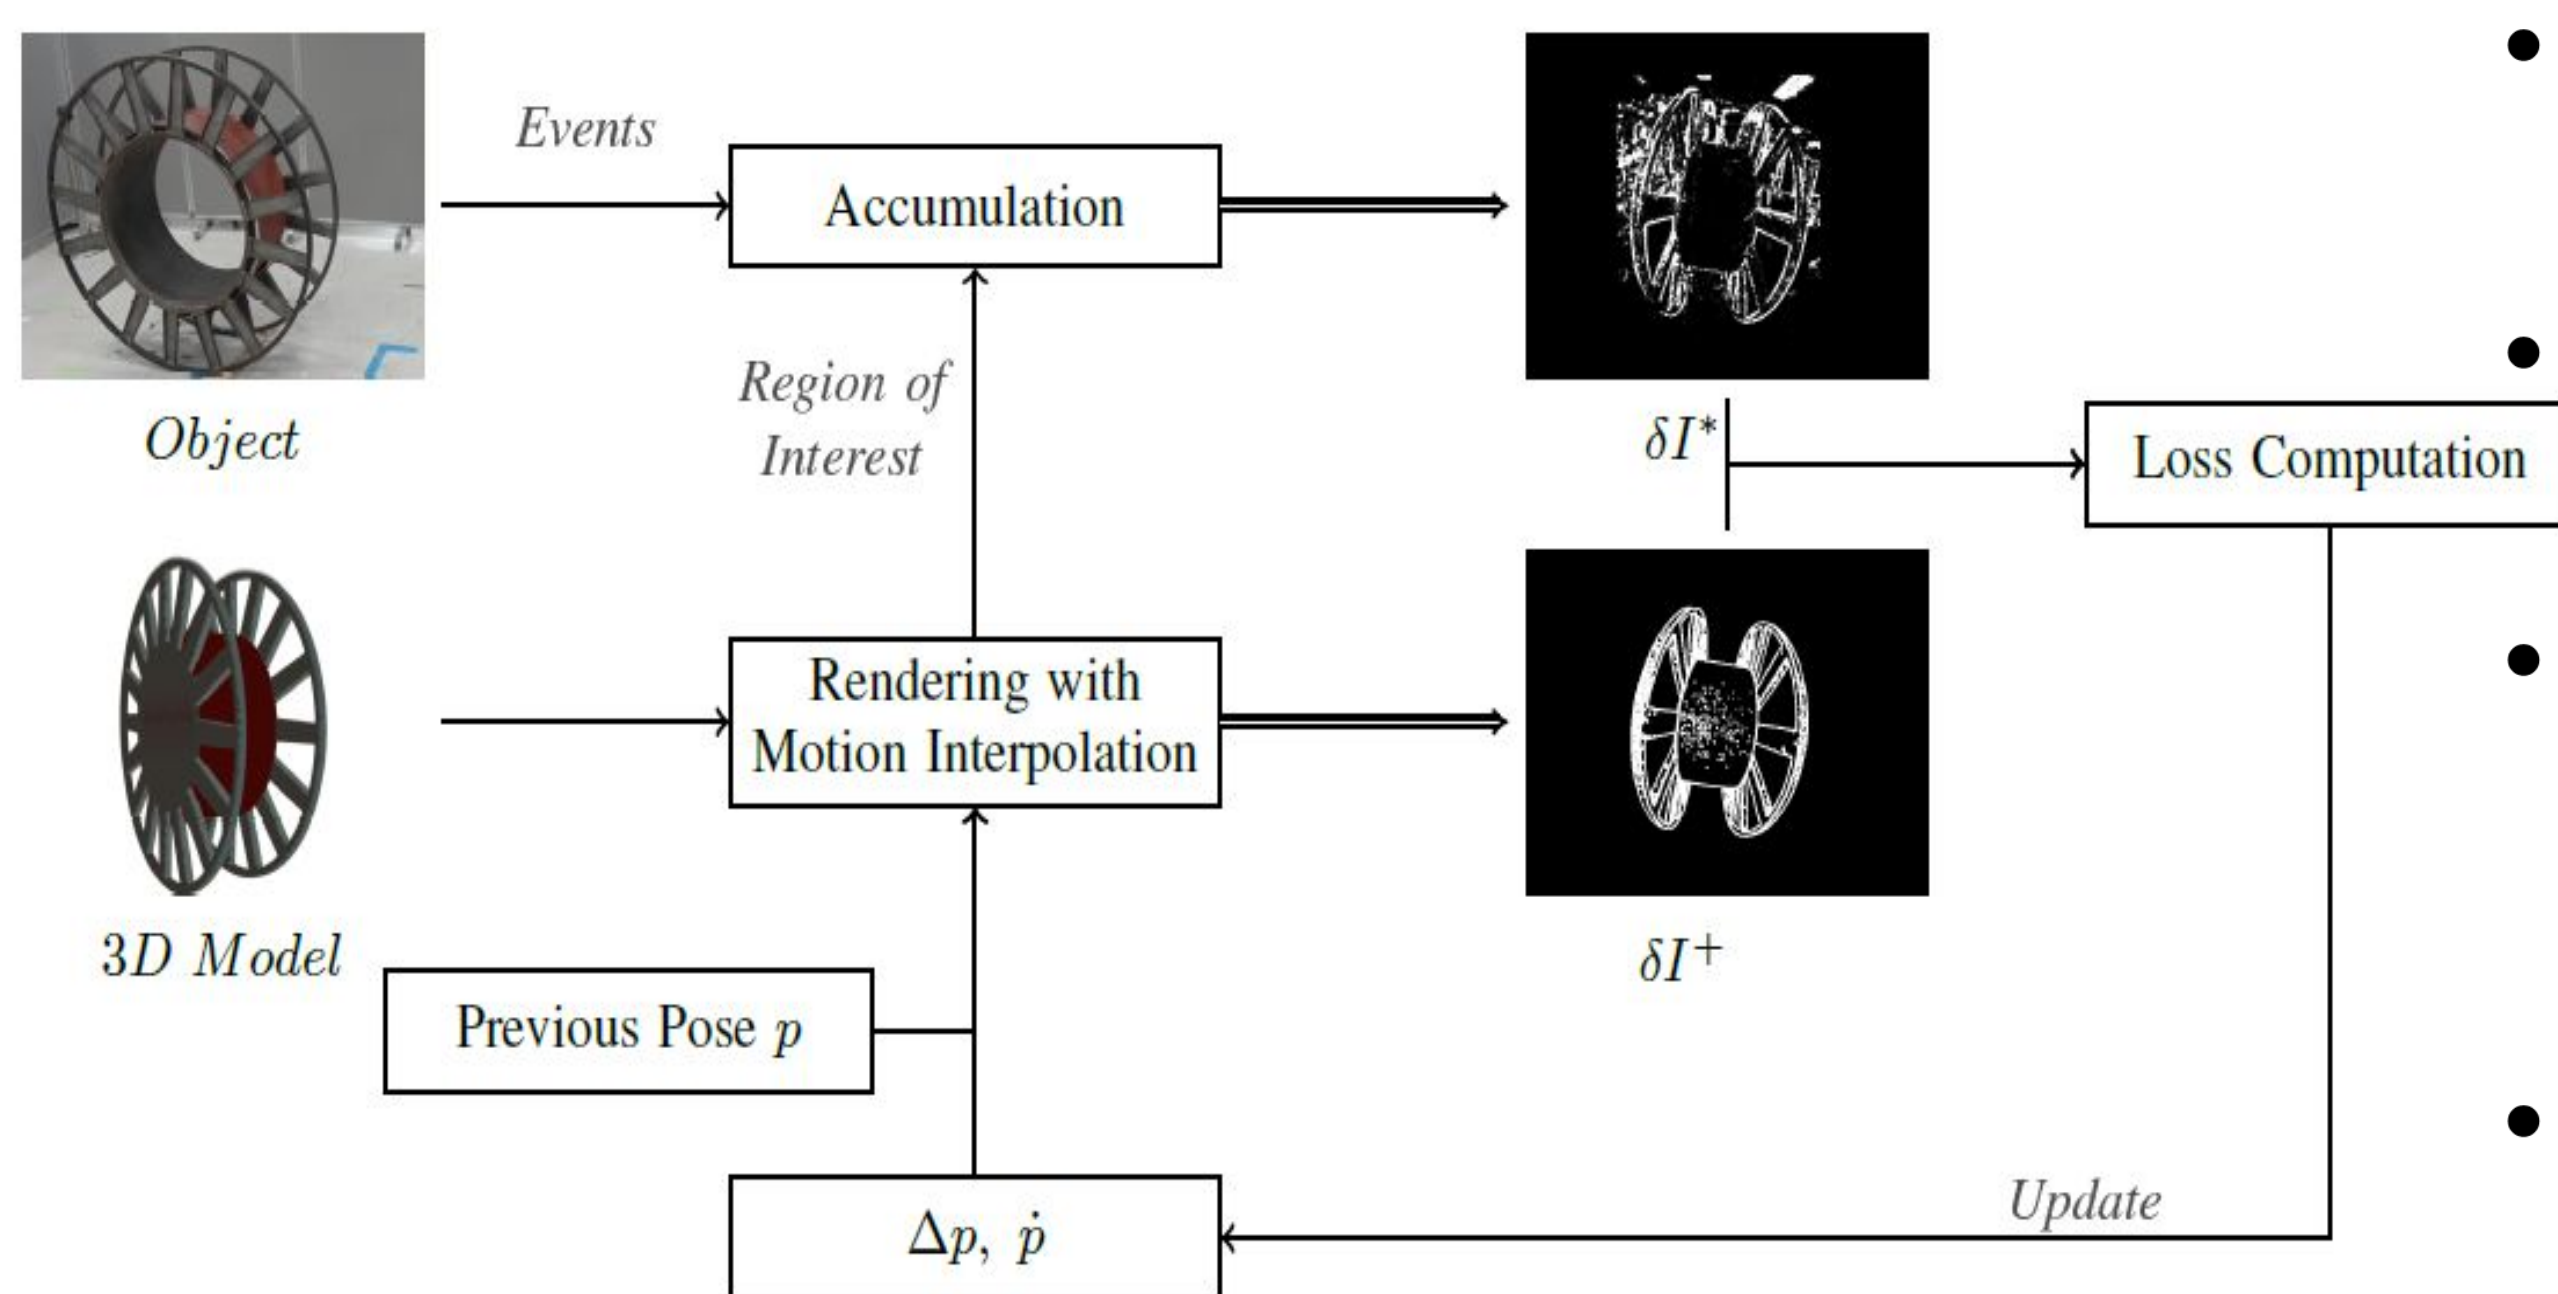 Events
Accumulation
Object
Region of
Interest
δI*
Loss Computation
Rendering with
Motion Interpolation
3D Model
δI⁺
Previous Pose p
Update
Δp, ṗ